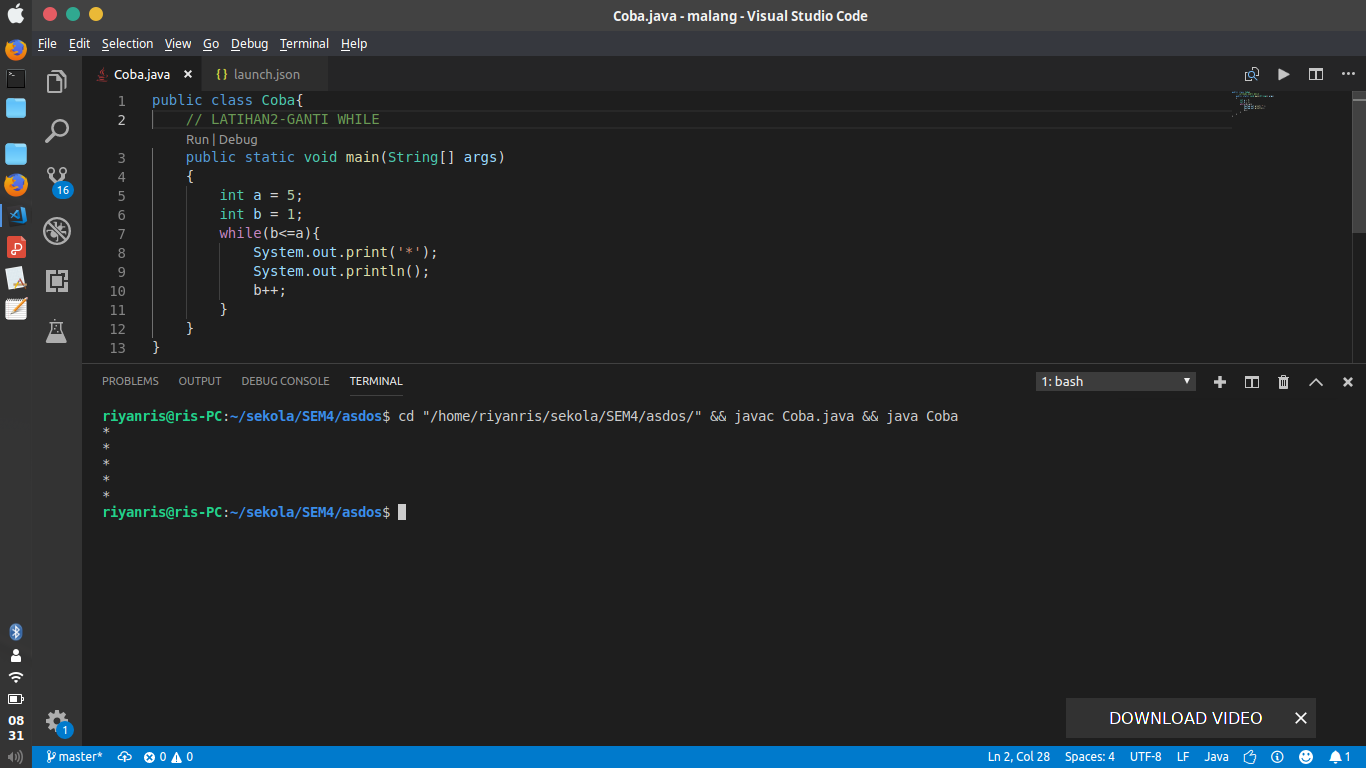 Coba.java - malang - Visual Studio Code
File Edit Selection View Go Debug Terminal Help
Coba.java × {} launch.json
1 public class Coba{
2 // LATIHAN2-GANTI WHILE
Run | Debug
3 public static void main(String[] args)
4 {
5 int a = 5;
6 int b = 1;
7 while(b<=a){
8 System.out.print('*');
9 System.out.println();
10 b++;
11 }
12 }
13 }
16
PROBLEMS OUTPUT DEBUG CONSOLE TERMINAL 1: bash
riyanris@ris-PC:~/sekola/SEM4/asdos$ cd "/home/riyanris/sekola/SEM4/asdos/" && javac Coba.java && java Coba
*
*
*
*
*
riyanris@ris-PC:~/sekola/SEM4/asdos$
DOWNLOAD VIDEO ×
08
31
1
master* 0 0 Ln 2, Col 28 Spaces: 4 UTF-8 LF Java 1